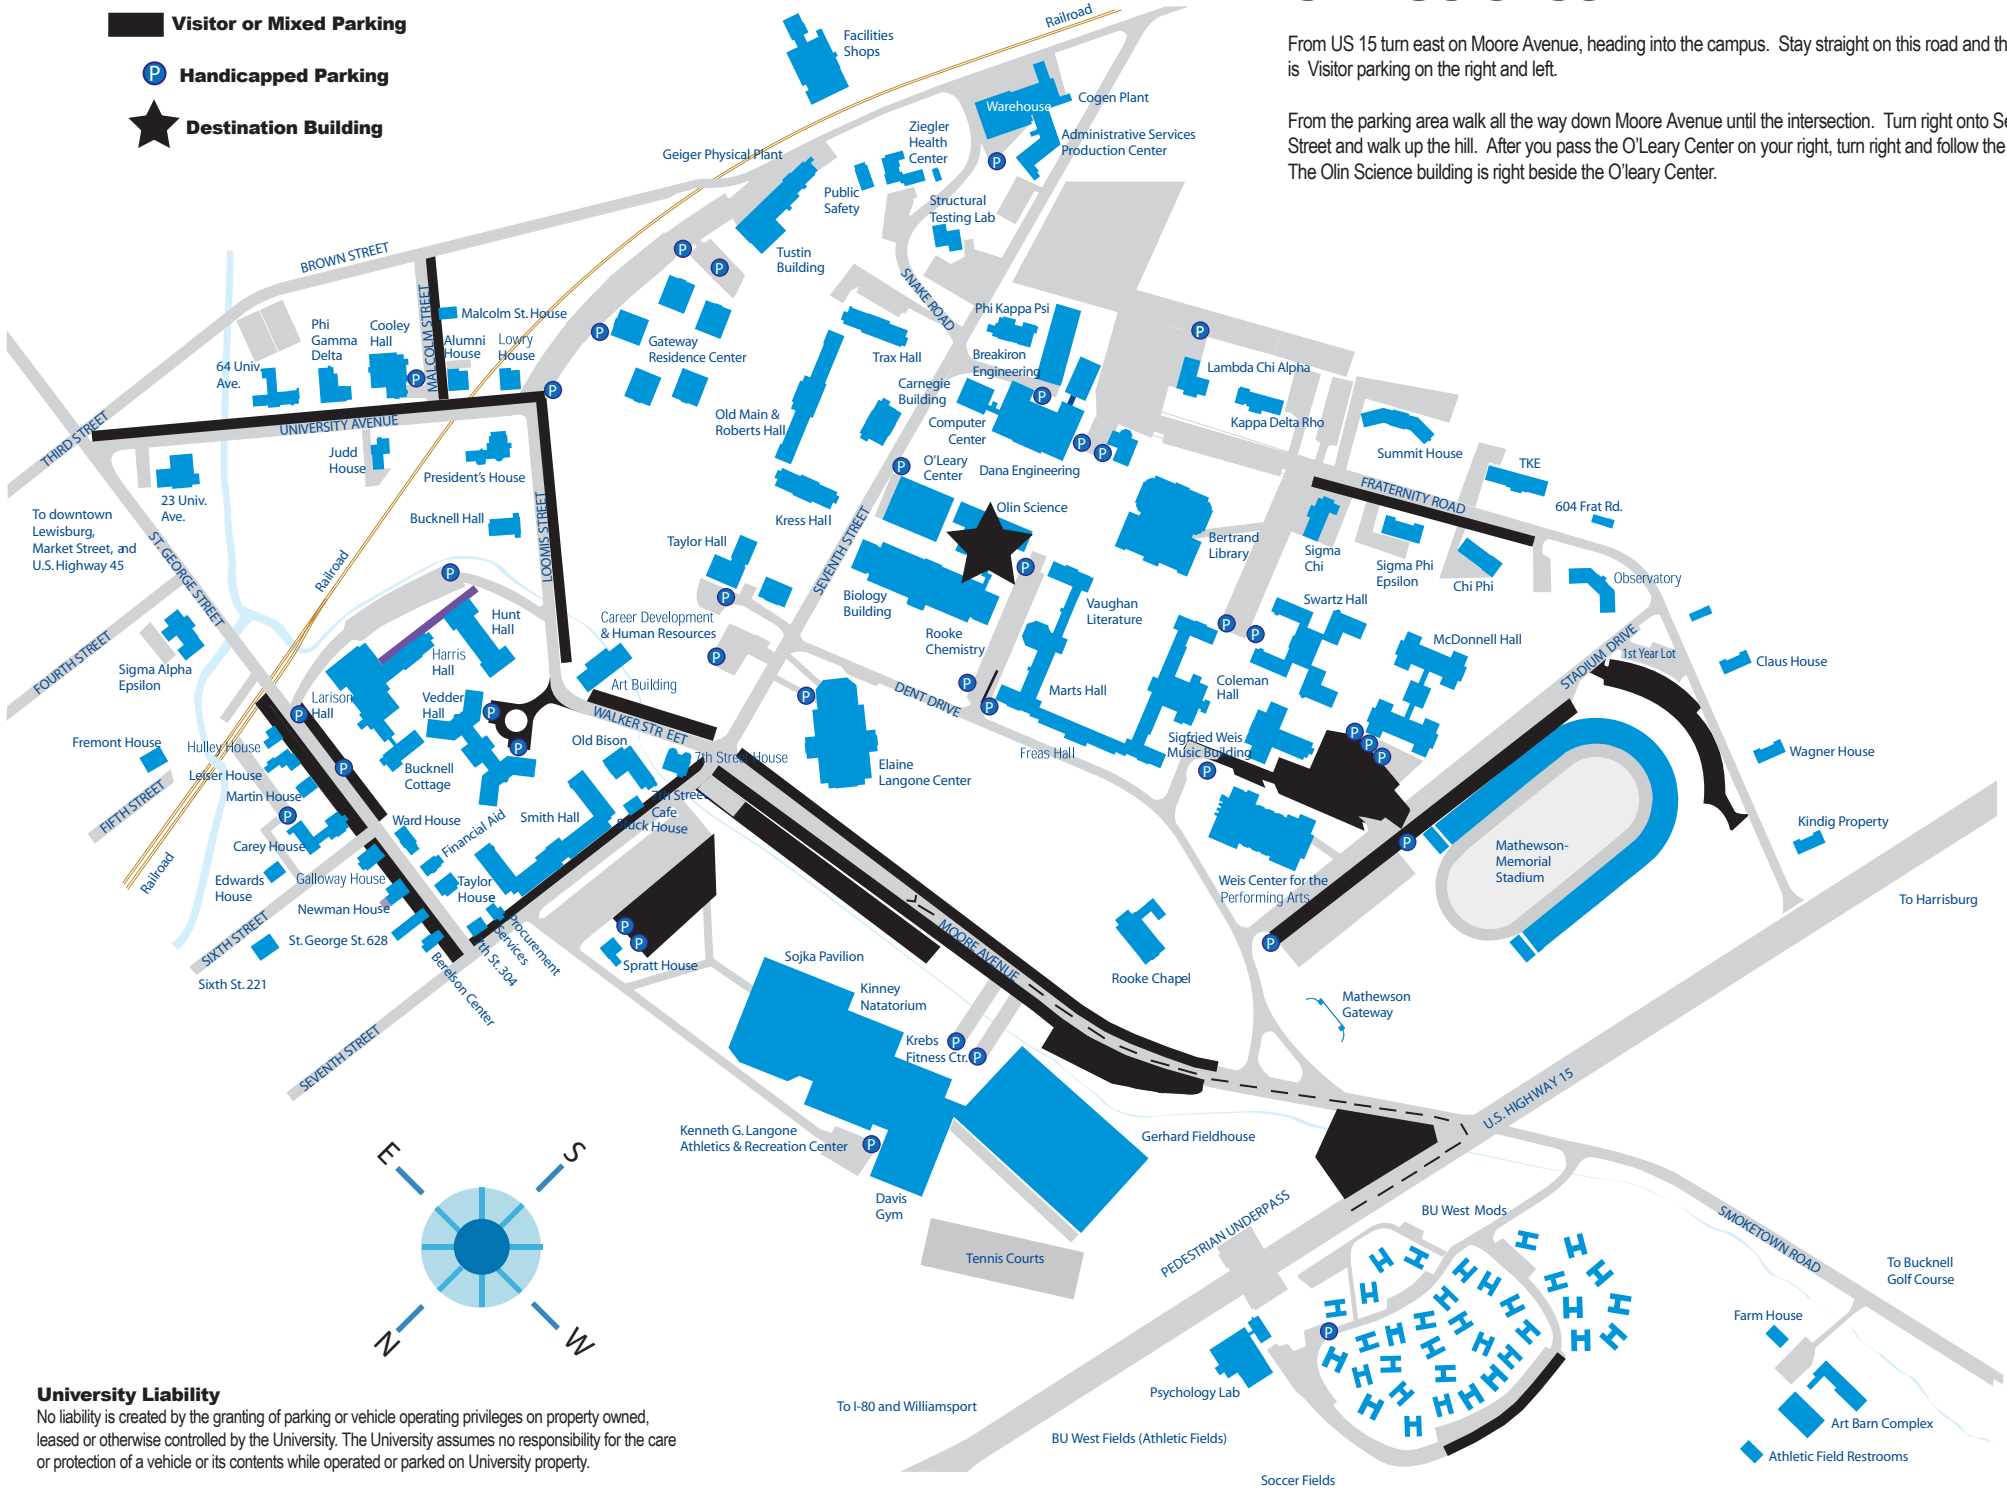 Visitor or Mixed Parking
P Handicapped Parking
Destination Building
From US 15 turn east on Moore Avenue, heading into the campus. Stay straight on this road and
is Visitor parking on the right and left.
From the parking area walk all the way down Moore Avenue until the intersection. Turn right onto
Street and walk up the hill. After you pass the O'Leary Center on your right, turn right and follow the
The Olin Science building is right beside the O'leary Center.
Railroad
Facilities
Shops
Warehouse
Cogen Plant
Administrative Services
Production Center
Ziegler
Health
Center
Geiger Physical Plant
Public
Safety
Structural
Testing Lab
Tustin
Building
BROWN STREET
MALCOLM STREET
SNAKE ROAD
Malcolm St. House
Phi
Gamma
Delta
Cooley
Hall
Alumni
House
Lowry
House
64 Univ.
Ave.
Gateway
Residence Center
Trax Hall
Phi Kappa Psi
Breakiron
Engineering
Carnegie
Building
Computer
Center
Lambda Chi Alpha
Kappa Delta Rho
Old Main &
Roberts Hall
UNIVERSITY AVENUE
THIRD STREET
Judd
House
President's House
O'Leary
Center
Dana Engineering
Summit House
TKE
FRATERNITY ROAD
604 Frat Rd.
23 Univ.
Ave.
Bucknell Hall
LOOMIS STREET
Kress Hall
Olin Science
SEVENTH STREET
Taylor Hall
Bertrand
Library
Sigma
Chi
Sigma Phi
Epsilon
Chi Phi
Observatory
To downtown
Lewisburg,
Market Street, and
U.S. Highway 45
ST. GEORGE STREET
Railroad
Biology
Building
Rooke
Chemistry
Vaughan
Literature
Swartz Hall
McDonnell Hall
Career Development
& Human Resources
Hunt
Hall
Harris
Hall
FOURTH STREET
Sigma Alpha
Epsilon
Larison
Hall
Vedder
Hall
Art Building
WALKER STR EET
DENT DRIVE
Marts Hall
Coleman
Hall
STADIUM DRIVE
1st Year Lot
Claus House
Fremont House
Hulley House
Leiser House
Martin House
Bucknell
Cottage
Old Bison
7th Street House
Elaine
Langone Center
Freas Hall
Sigfried Weis
Music Building
Wagner House
FIFTH STREET
Ward House
Financial Aid
Smith Hall
7th Street
Cafe
Stuck House
Kindig Property
Railroad
Carey House
Edwards
House
Galloway House
Taylor
House
Newman House
Weis Center for the
Performing Arts
Mathewson-
Memorial
Stadium
To Harrisburg
SIXTH STREET
St. George St. 628
Procurement
Services
7th St. 304
Berelson Center
Sixth St. 221
Spratt House
MOORE AVENUE
Sojka Pavilion
Kinney
Natatorium
Rooke Chapel
Mathewson
Gateway
SEVENTH STREET
Krebs
Fitness Ctr.
U.S. HIGHWAY 15
Kenneth G. Langone
Athletics & Recreation Center
Gerhard Fieldhouse
Davis
Gym
PEDESTRIAN UNDERPASS
BU West Mods
SMOKETOWN ROAD
Tennis Courts
To Bucknell
Golf Course
Farm House
E
S
N
W
Psychology Lab
To I-80 and Williamsport
Art Barn Complex
BU West Fields (Athletic Fields)
Athletic Field Restrooms
Soccer Fields
University Liability
No liability is created by the granting of parking or vehicle operating privileges on property owned,
leased or otherwise controlled by the University. The University assumes no responsibility for the care
or protection of a vehicle or its contents while operated or parked on University property.